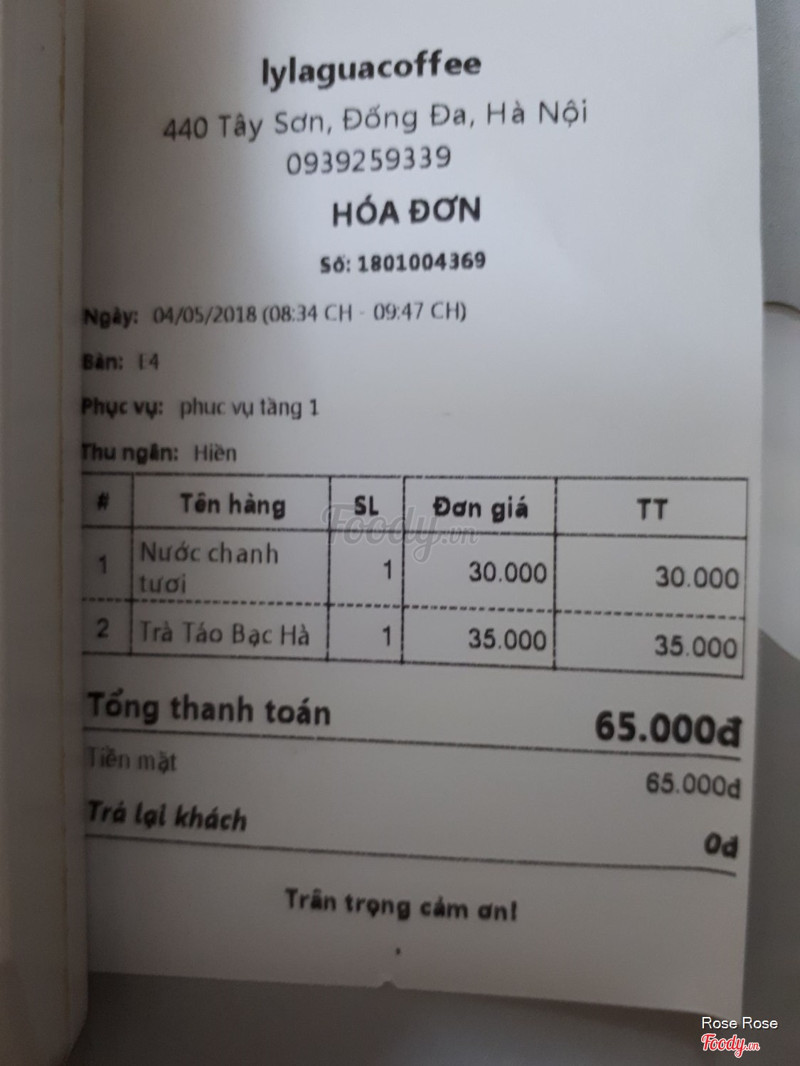 lylaguacoffee
440 Tây Sơn, Đống Đa, Hà Nội
0939259339
HÓA ĐƠN
Số: 1801004369
Ngày: 04/05/2018 (08:34 CH - 09:47 CH)
Bàn: E4
Phục vụ: phuc vụ tầng 1
Thu ngân: Hiền
# Tên hàng SL Đơn giá TT
1 Nước chanh tươi 1 30.000 30.000
2 Trà Táo Bạc Hà 1 35.000 35.000
Tổng thanh toán 65.000đ
Tiền mặt 65.000đ
Trả lại khách 0đ
Trân trọng cảm ơn!
Foody.vn
Rose Rose
Foody.vn